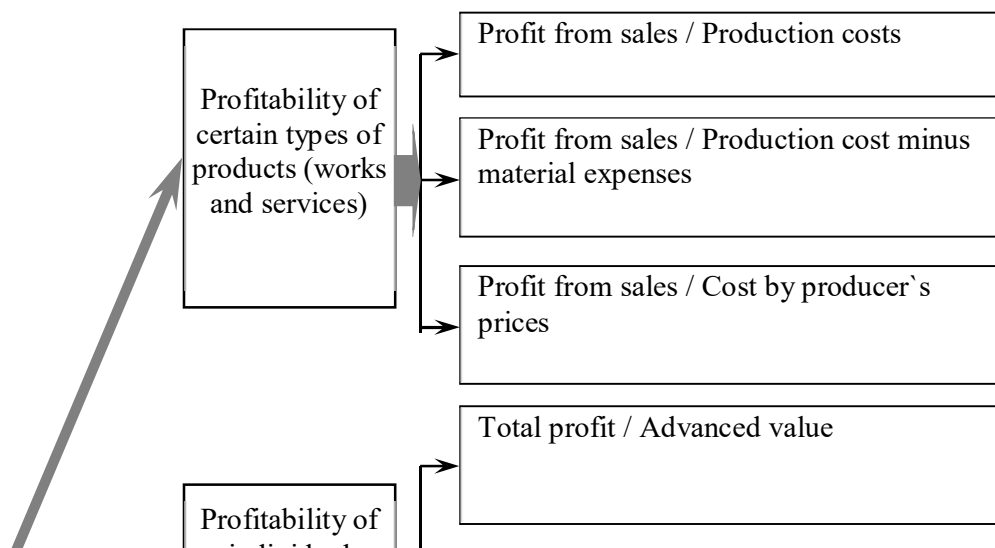 Profit from sales / Production costs
Profitability of
certain types of
products (works
and services)
Profit from sales / Production cost minus
material expenses
Profit from sales / Cost by producer`s
prices
Total profit / Advanced value
Profitability of